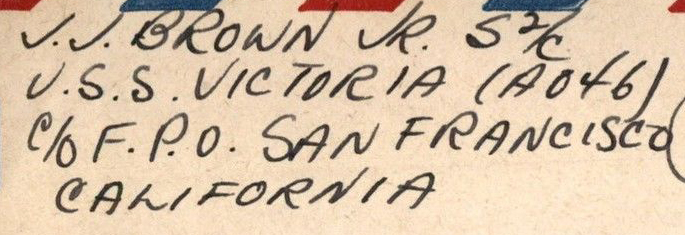 J.J. BROWN JR. S2/c
U.S.S. VICTORIA (AO46)
c/o F.P.O. SAN FRANCISCO
CALIFORNIA